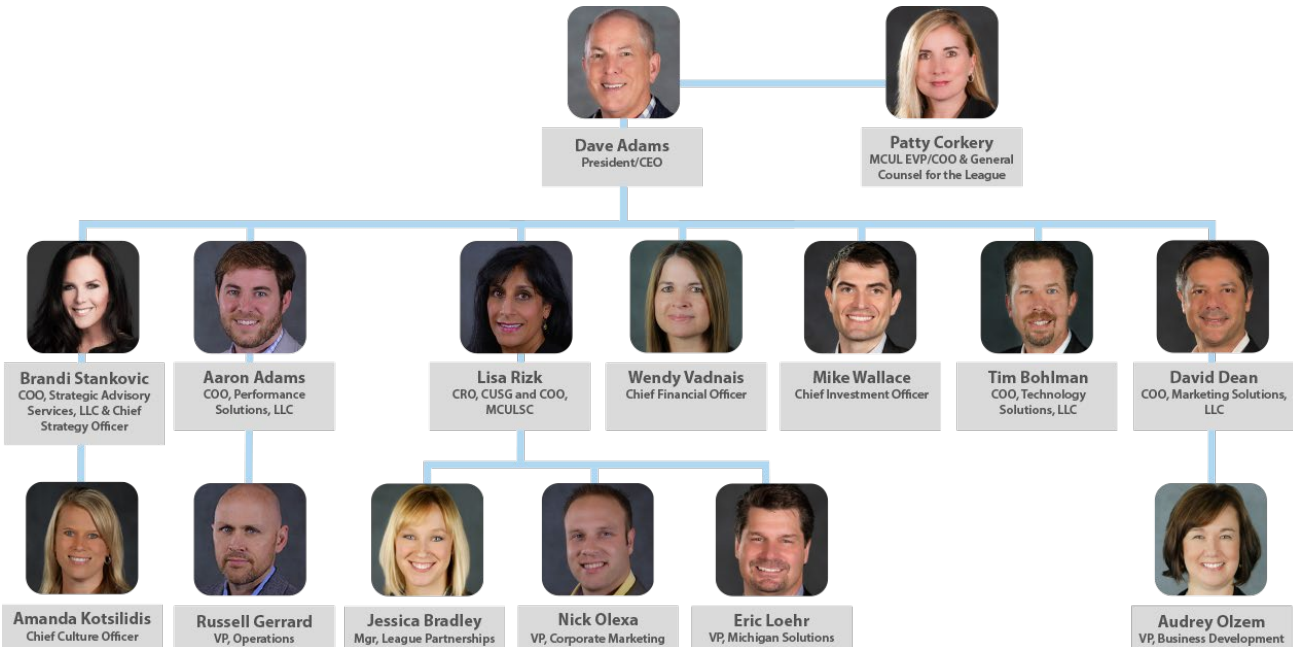 Dave Adams
President/CEO
Patty Corkery
MCUL EVP/COO & General
Counsel for the League
Brandi Stankovic
COO, Strategic Advisory
Services, LLC & Chief
Strategy Officer
Aaron Adams
COO, Performance
Solutions, LLC
Lisa Rizk
CRO, CUSG and COO,
MCULSC
Wendy Vadnais
Chief Financial Officer
Mike Wallace
Chief Investment Officer
Tim Bohlman
COO, Technology
Solutions, LLC
David Dean
COO, Marketing Solutions,
LLC
Amanda Kotsilidis
Chief Culture Officer
Russell Gerrard
VP, Operations
Jessica Bradley
Mgr, League Partnerships
Nick Olexa
VP, Corporate Marketing
Eric Loehr
VP, Michigan Solutions
Audrey Olzem
VP, Business Development